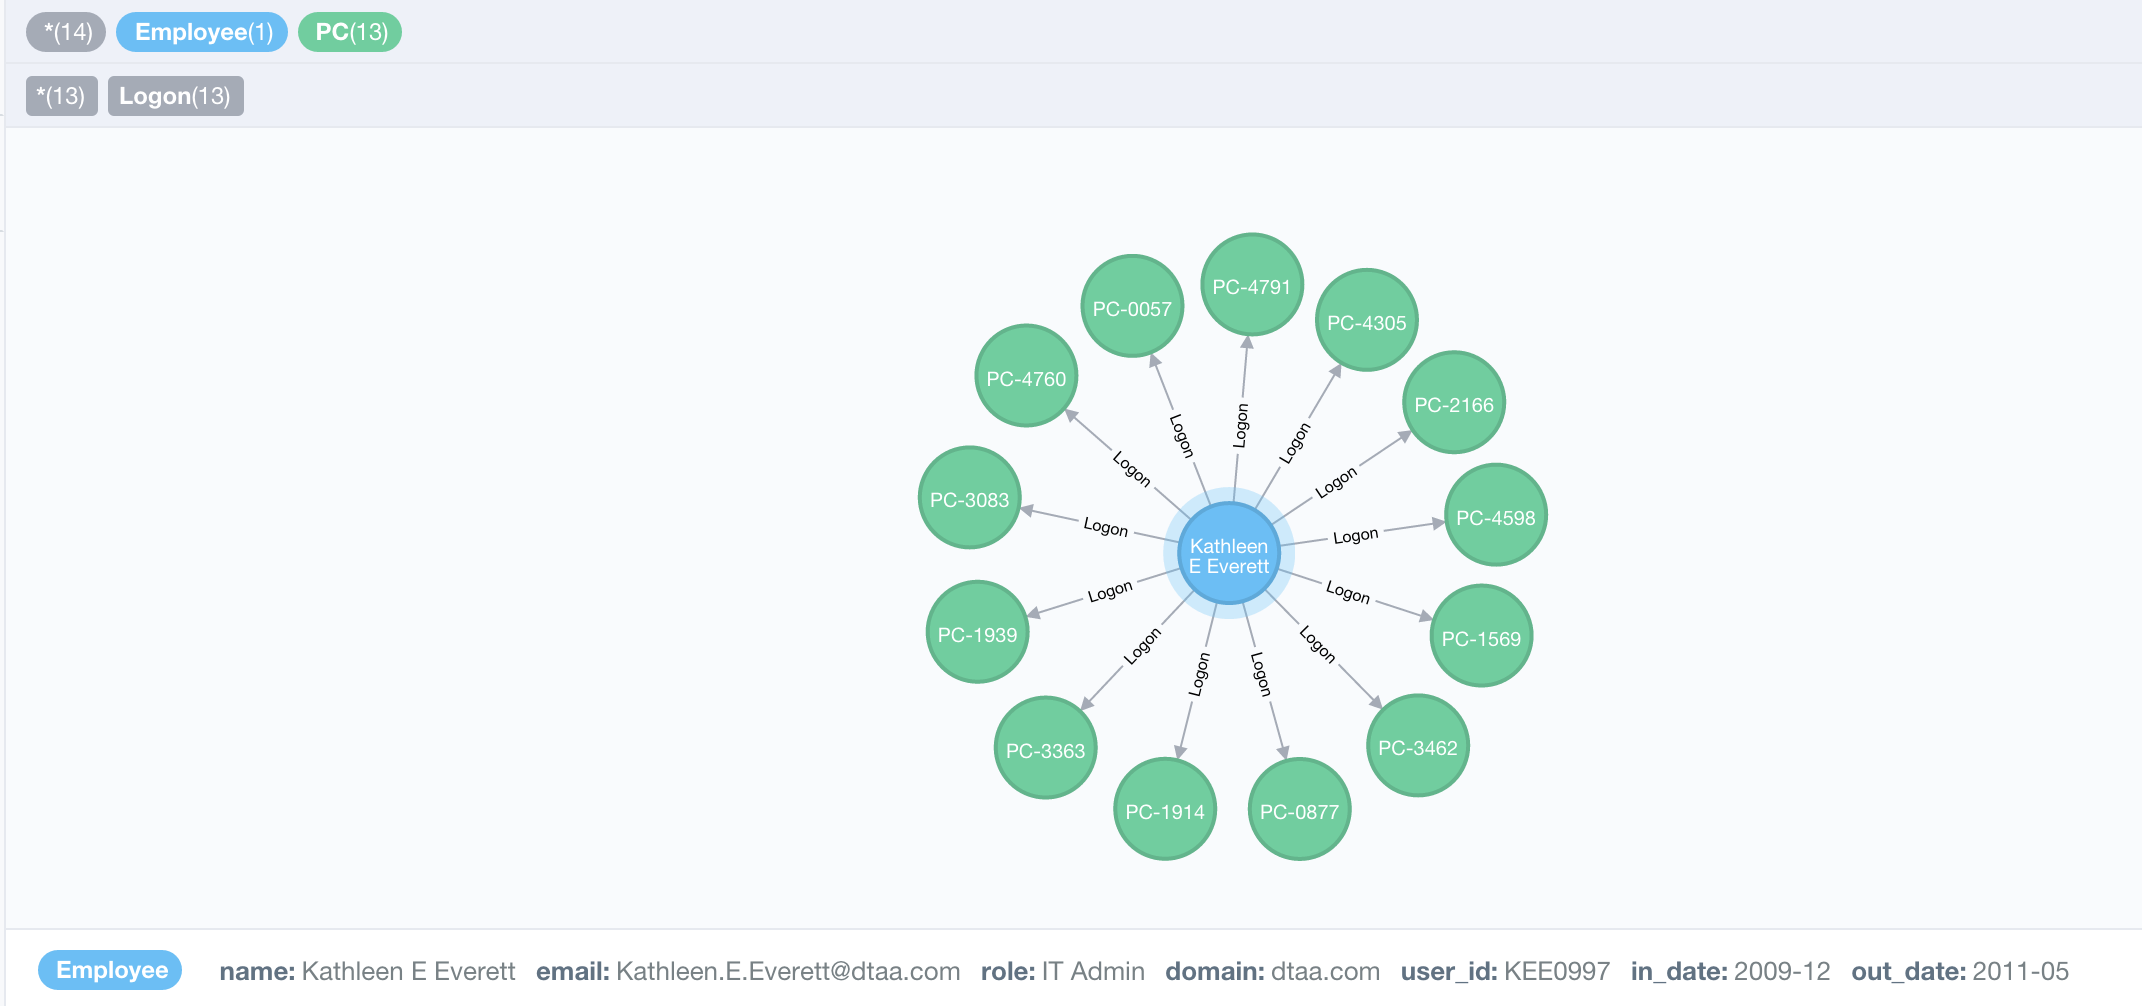 *(14) Employee(1) PC(13)
*(13) Logon(13)
PC-4791
PC-0057
PC-4305
PC-4760
PC-2166
Logon
Logon
Logon
Logon
Logon
PC-3083
PC-4598
Logon
Logon
Kathleen
E Everett
Logon
Logon
PC-1939
PC-1569
Logon
Logon
Logon
Logon
PC-3363
PC-3462
PC-1914
PC-0877
Employee name: Kathleen E Everett email: Kathleen.E.Everett@dtaa.com role: IT Admin domain: dtaa.com user_id: KEE0997 in_date: 2009-12 out_date: 2011-05